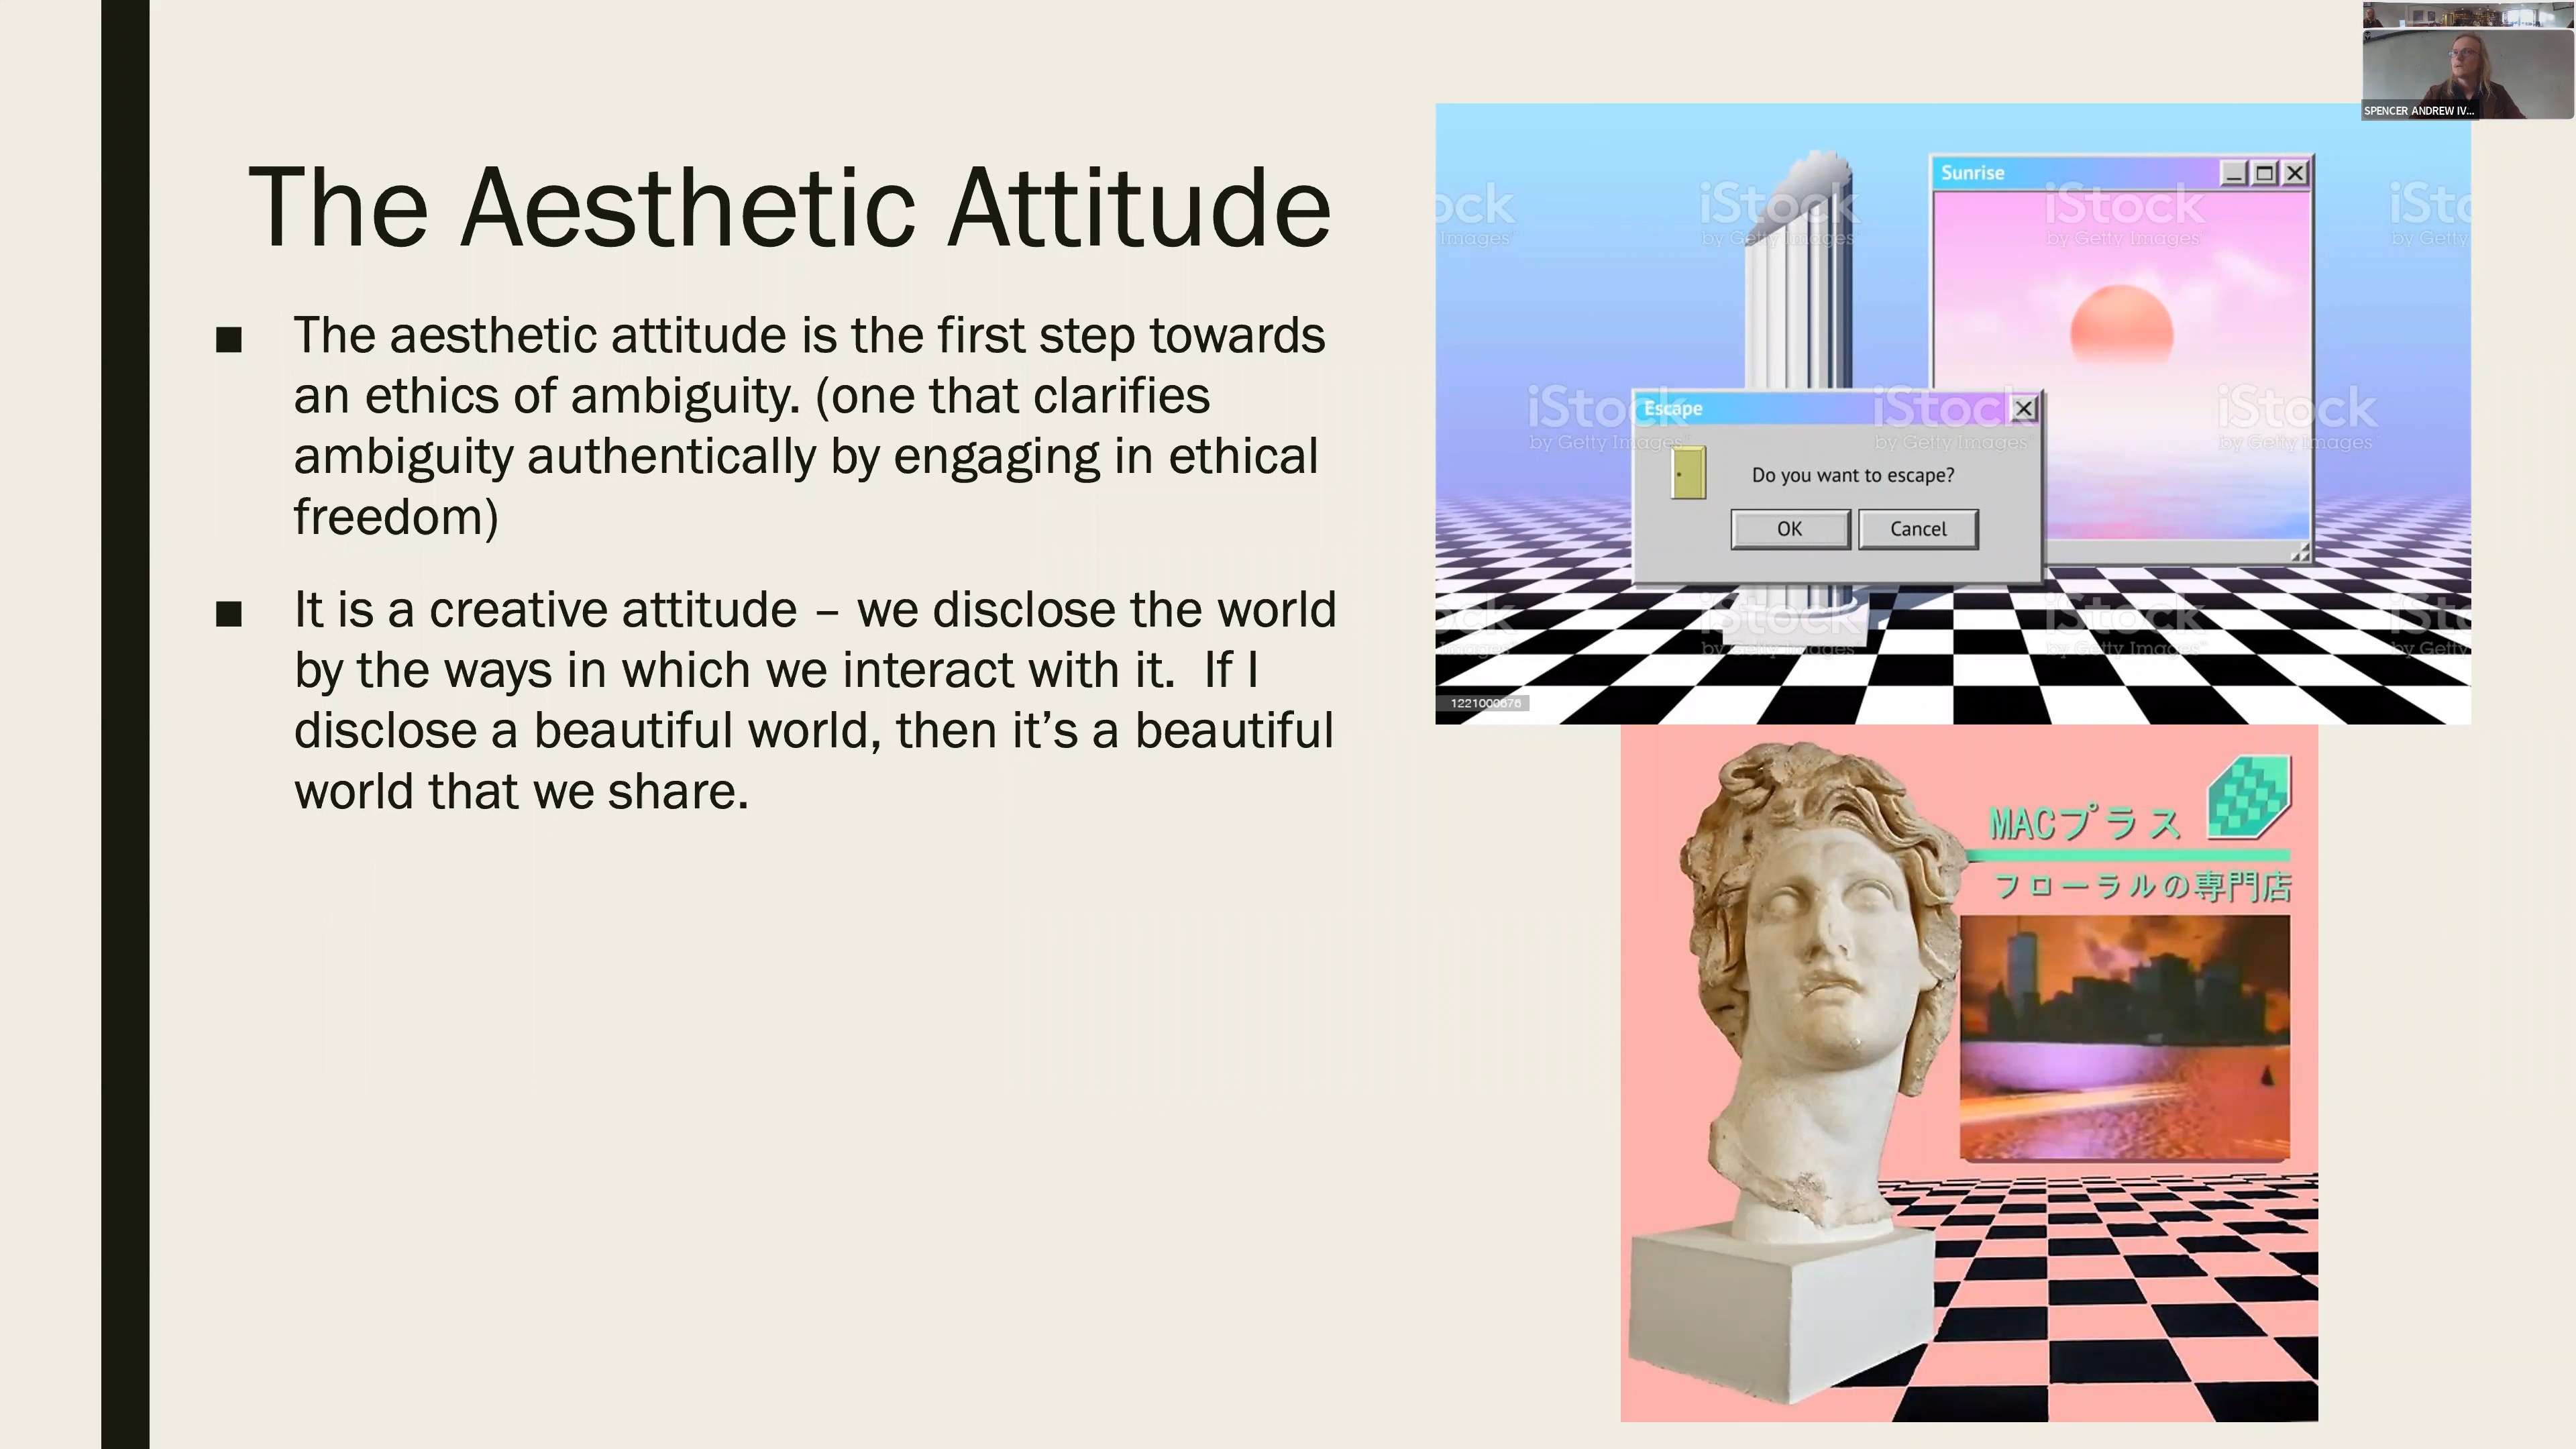 The Aesthetic Attitude
■ The aesthetic attitude is the first step towards
an ethics of ambiguity. (one that clarifies
ambiguity authentically by engaging in ethical
freedom)
■ It is a creative attitude – we disclose the world
by the ways in which we interact with it. If I
disclose a beautiful world, then it’s a beautiful
world that we share.
SPENCER ANDREW IV...
Sunrise
iStock
by Getty Images
Escape
Do you want to escape?
OK Cancel
iStock
by Getty Images
1221000676
MACプラス
フローラルの専門店